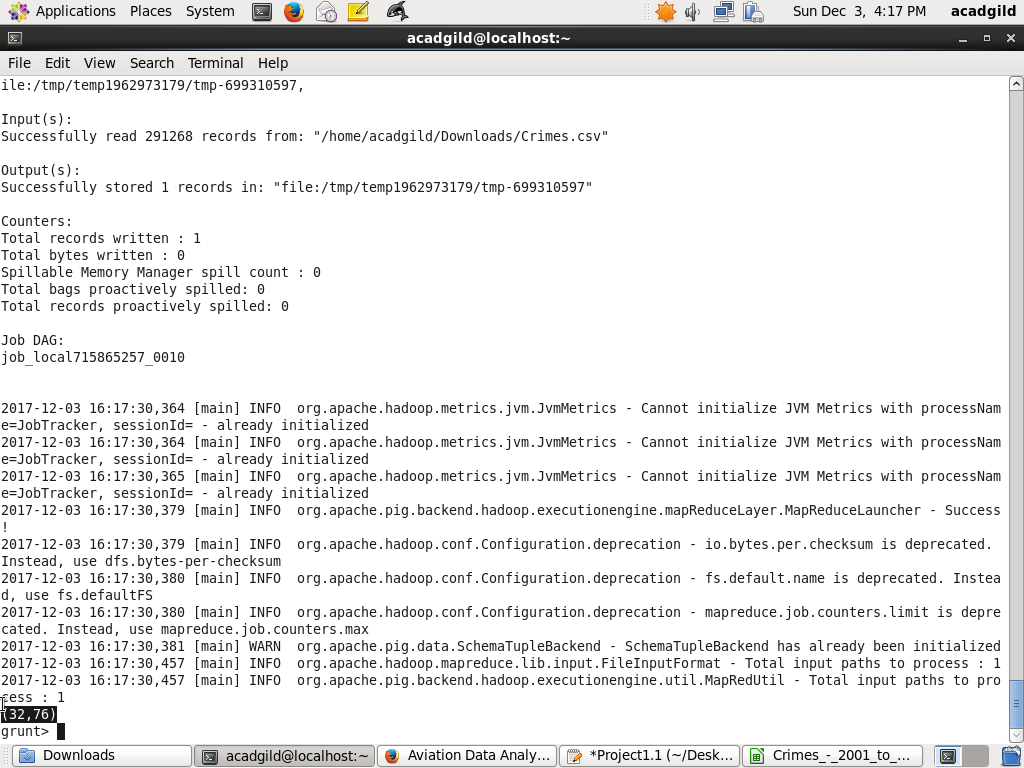 Applications Places System Sun Dec 3, 4:17 PM acadgild
acadgild@localhost:~
File Edit View Search Terminal Help
ile:/tmp/temp1962973179/tmp-699310597,
Input(s):
Successfully read 291268 records from: "/home/acadgild/Downloads/Crimes.csv"
Output(s):
Successfully stored 1 records in: "file:/tmp/temp1962973179/tmp-699310597"
Counters:
Total records written : 1
Total bytes written : 0
Spillable Memory Manager spill count : 0
Total bags proactively spilled: 0
Total records proactively spilled: 0
Job DAG:
job_local715865257_0010
2017-12-03 16:17:30,364 [main] INFO  org.apache.hadoop.metrics.jvm.JvmMetrics - Cannot initialize JVM Metrics with processNam
e=JobTracker, sessionId= - already initialized
2017-12-03 16:17:30,364 [main] INFO  org.apache.hadoop.metrics.jvm.JvmMetrics - Cannot initialize JVM Metrics with processNam
e=JobTracker, sessionId= - already initialized
2017-12-03 16:17:30,365 [main] INFO  org.apache.hadoop.metrics.jvm.JvmMetrics - Cannot initialize JVM Metrics with processNam
e=JobTracker, sessionId= - already initialized
2017-12-03 16:17:30,379 [main] INFO  org.apache.pig.backend.hadoop.executionengine.mapReduceLayer.MapReduceLauncher - Success
!
2017-12-03 16:17:30,379 [main] INFO  org.apache.hadoop.conf.Configuration.deprecation - io.bytes.per.checksum is deprecated.
Instead, use dfs.bytes-per-checksum
2017-12-03 16:17:30,380 [main] INFO  org.apache.hadoop.conf.Configuration.deprecation - fs.default.name is deprecated. Instea
d, use fs.defaultFS
2017-12-03 16:17:30,380 [main] INFO  org.apache.hadoop.conf.Configuration.deprecation - mapreduce.job.counters.limit is depre
cated. Instead, use mapreduce.job.counters.max
2017-12-03 16:17:30,381 [main] WARN  org.apache.pig.data.SchemaTupleBackend - SchemaTupleBackend has already been initialized
2017-12-03 16:17:30,457 [main] INFO  org.apache.hadoop.mapreduce.lib.input.FileInputFormat - Total input paths to process : 1
2017-12-03 16:17:30,457 [main] INFO  org.apache.pig.backend.hadoop.executionengine.util.MapRedUtil - Total input paths to pro
cess : 1
(32,76)
grunt>
Downloads acadgild@localhost:~ Aviation Data Analy... *Project1.1 (~/Desk... Crimes_-_2001_to_...